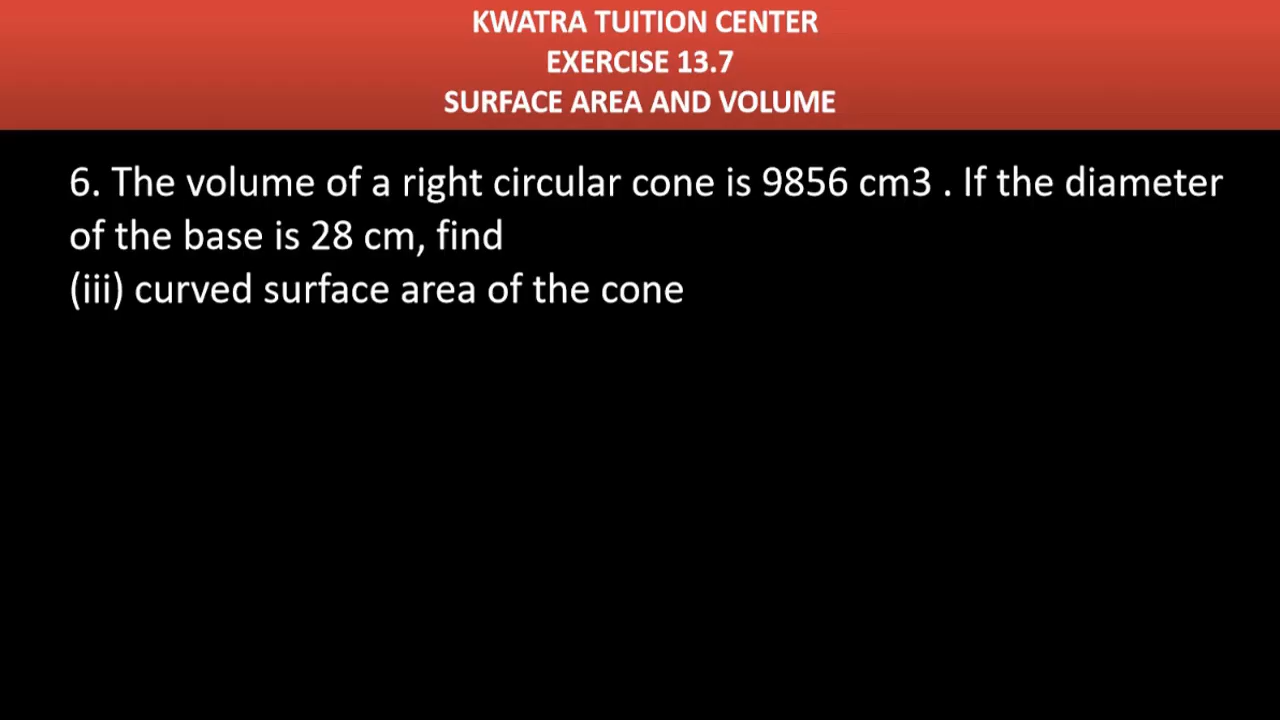 KWATRA TUITION CENTER
EXERCISE 13.7
SURFACE AREA AND VOLUME
6. The volume of a right circular cone is 9856 cm3 . If the diameter
of the base is 28 cm, find
(iii) curved surface area of the cone